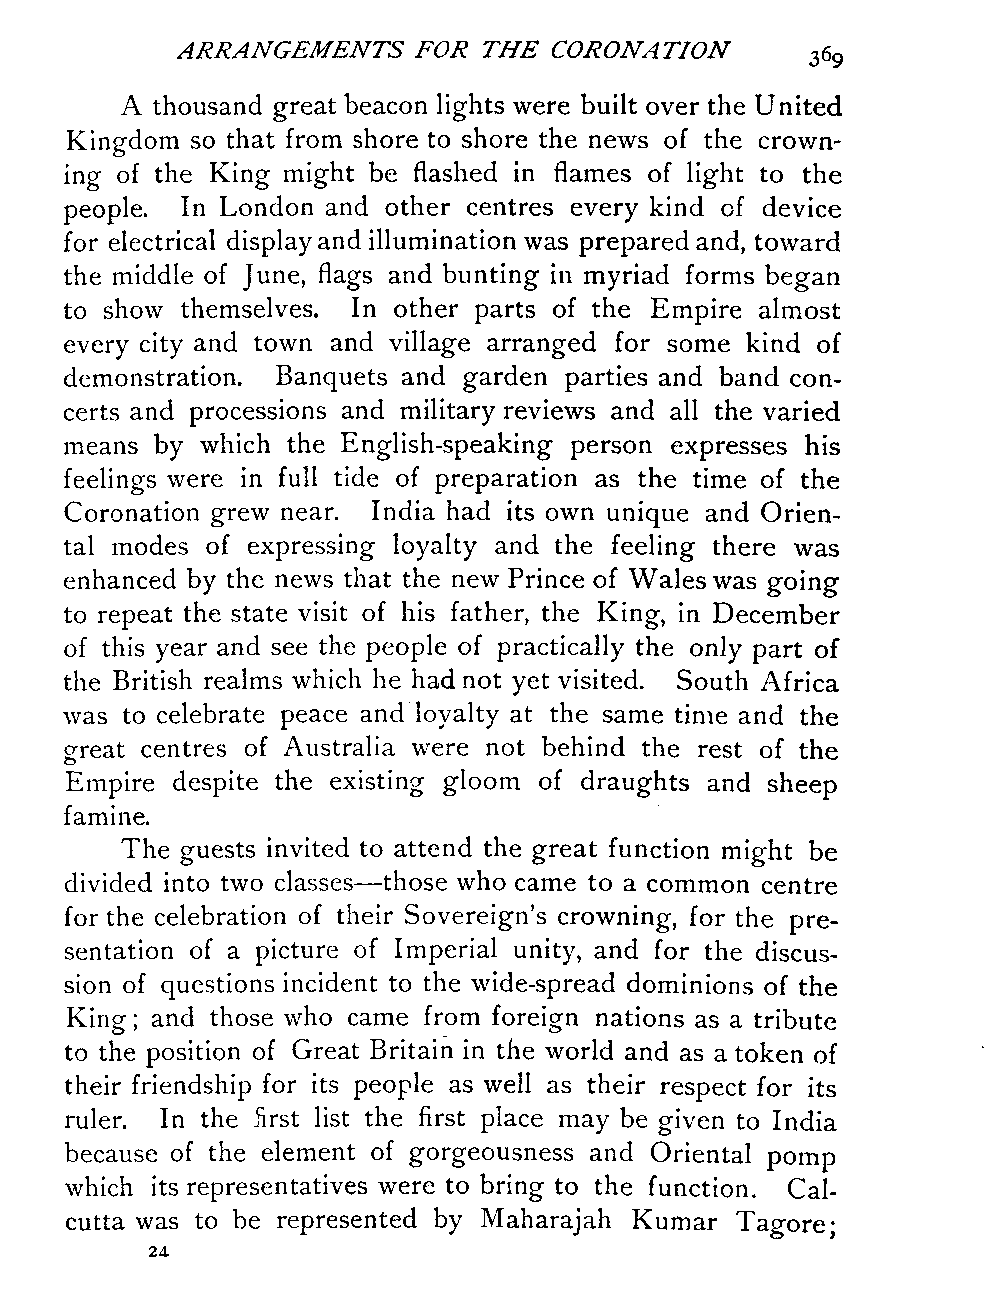 ARRANGEMENTS FOR THE CORONATION 369
A thousand great beacon lights were built over the United
Kingdom so that from shore to shore the news of the crown-
ing of the King might be flashed in flames of light to the
people. In London and other centres every kind of device
for electrical display and illumination was prepared and, toward
the middle of June, flags and bunting in myriad forms began
to show themselves. In other parts of the Empire almost
every city and town and village arranged for some kind of
demonstration. Banquets and garden parties and band con-
certs and processions and military reviews and all the varied
means by which the English-speaking person expresses his
feelings were in full tide of preparation as the time of the
Coronation grew near. India had its own unique and Orien-
tal modes of expressing loyalty and the feeling there was
enhanced by the news that the new Prince of Wales was going
to repeat the state visit of his father, the King, in December
of this year and see the people of practically the only part of
the British realms which he had not yet visited. South Africa
was to celebrate peace and loyalty at the same time and the
great centres of Australia were not behind the rest of the
Empire despite the existing gloom of draughts and sheep
famine.
The guests invited to attend the great function might be
divided into two classes—those who came to a common centre
for the celebration of their Sovereign's crowning, for the pre-
sentation of a picture of Imperial unity, and for the discus-
sion of questions incident to the wide-spread dominions of the
King; and those who came from foreign nations as a tribute
to the position of Great Britain in the world and as a token of
their friendship for its people as well as their respect for its
ruler. In the first list the first place may be given to India
because of the element of gorgeousness and Oriental pomp
which its representatives were to bring to the function. Cal-
cutta was to be represented by Maharajah Kumar Tagore;
24